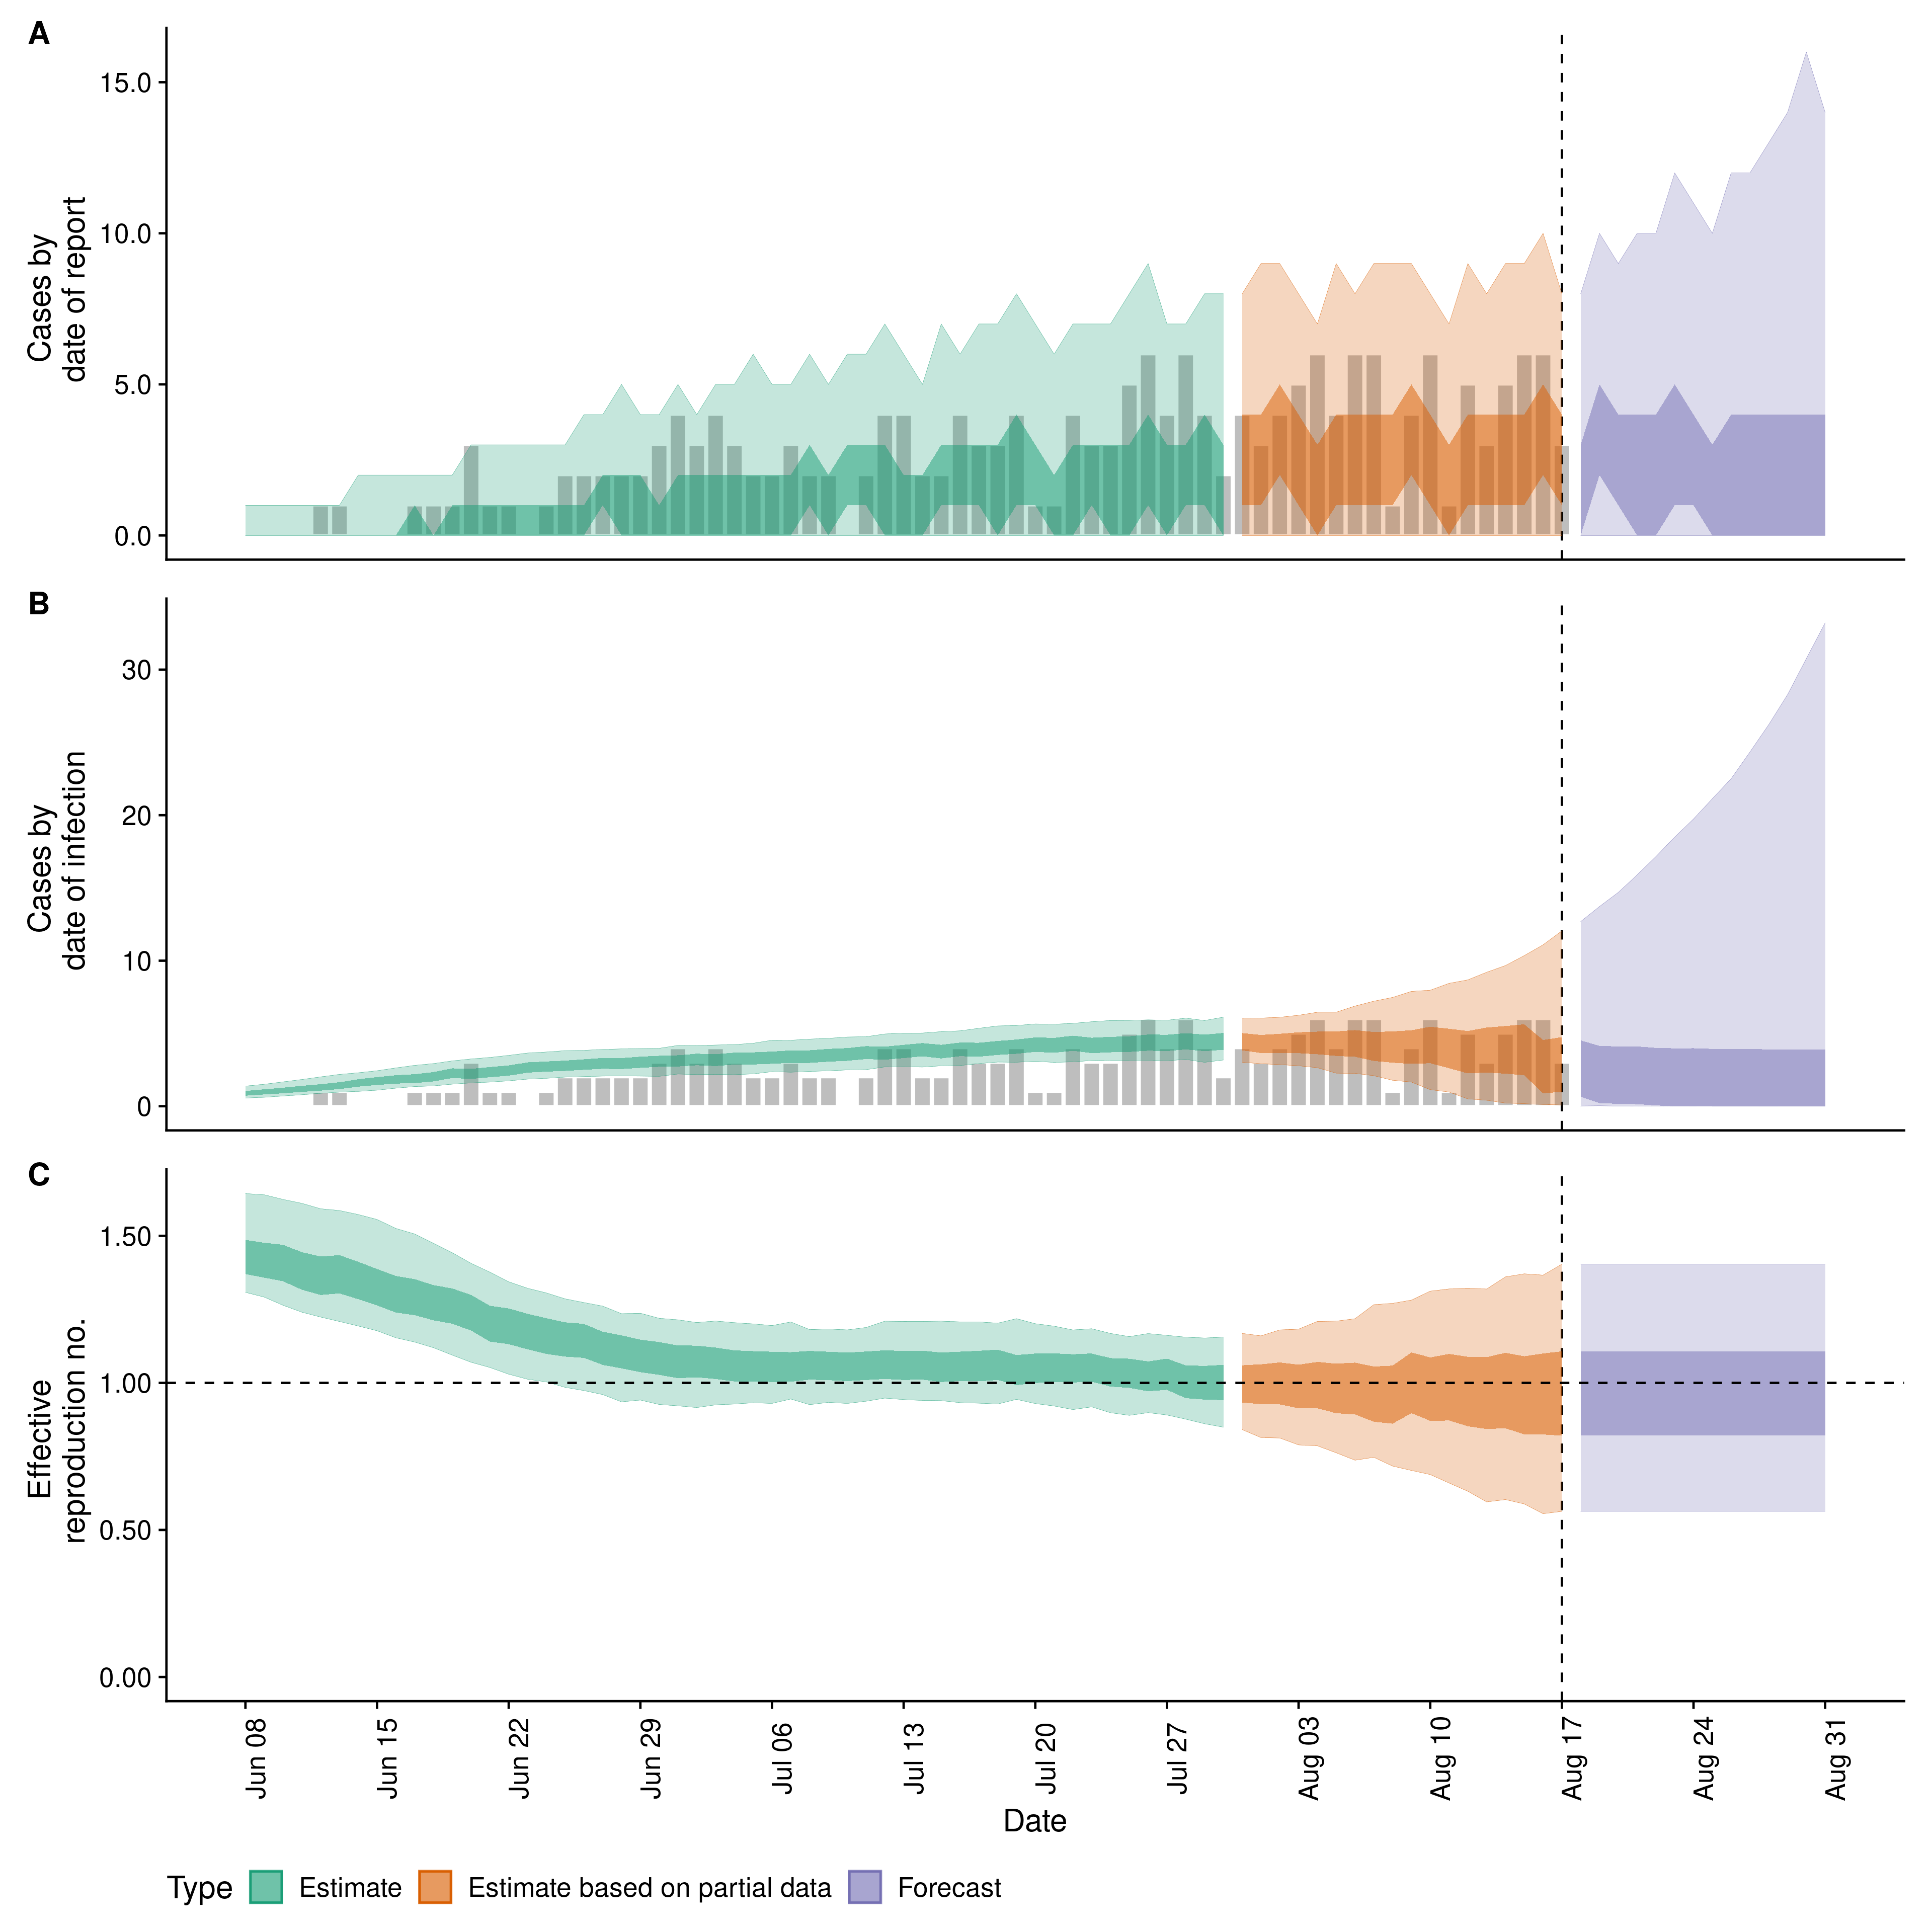 A
Cases by
date of report
15.0
10.0
5.0
0.0
B
Cases by
date of infection
30
20
10
0
C
Effective
reproduction no.
1.50
1.00
0.50
0.00
Jun 08
Jun 15
Jun 22
Jun 29
Jul 06
Jul 13
Jul 20
Jul 27
Aug 03
Aug 10
Aug 17
Aug 24
Aug 31
Date
Type Estimate Estimate based on partial data Forecast